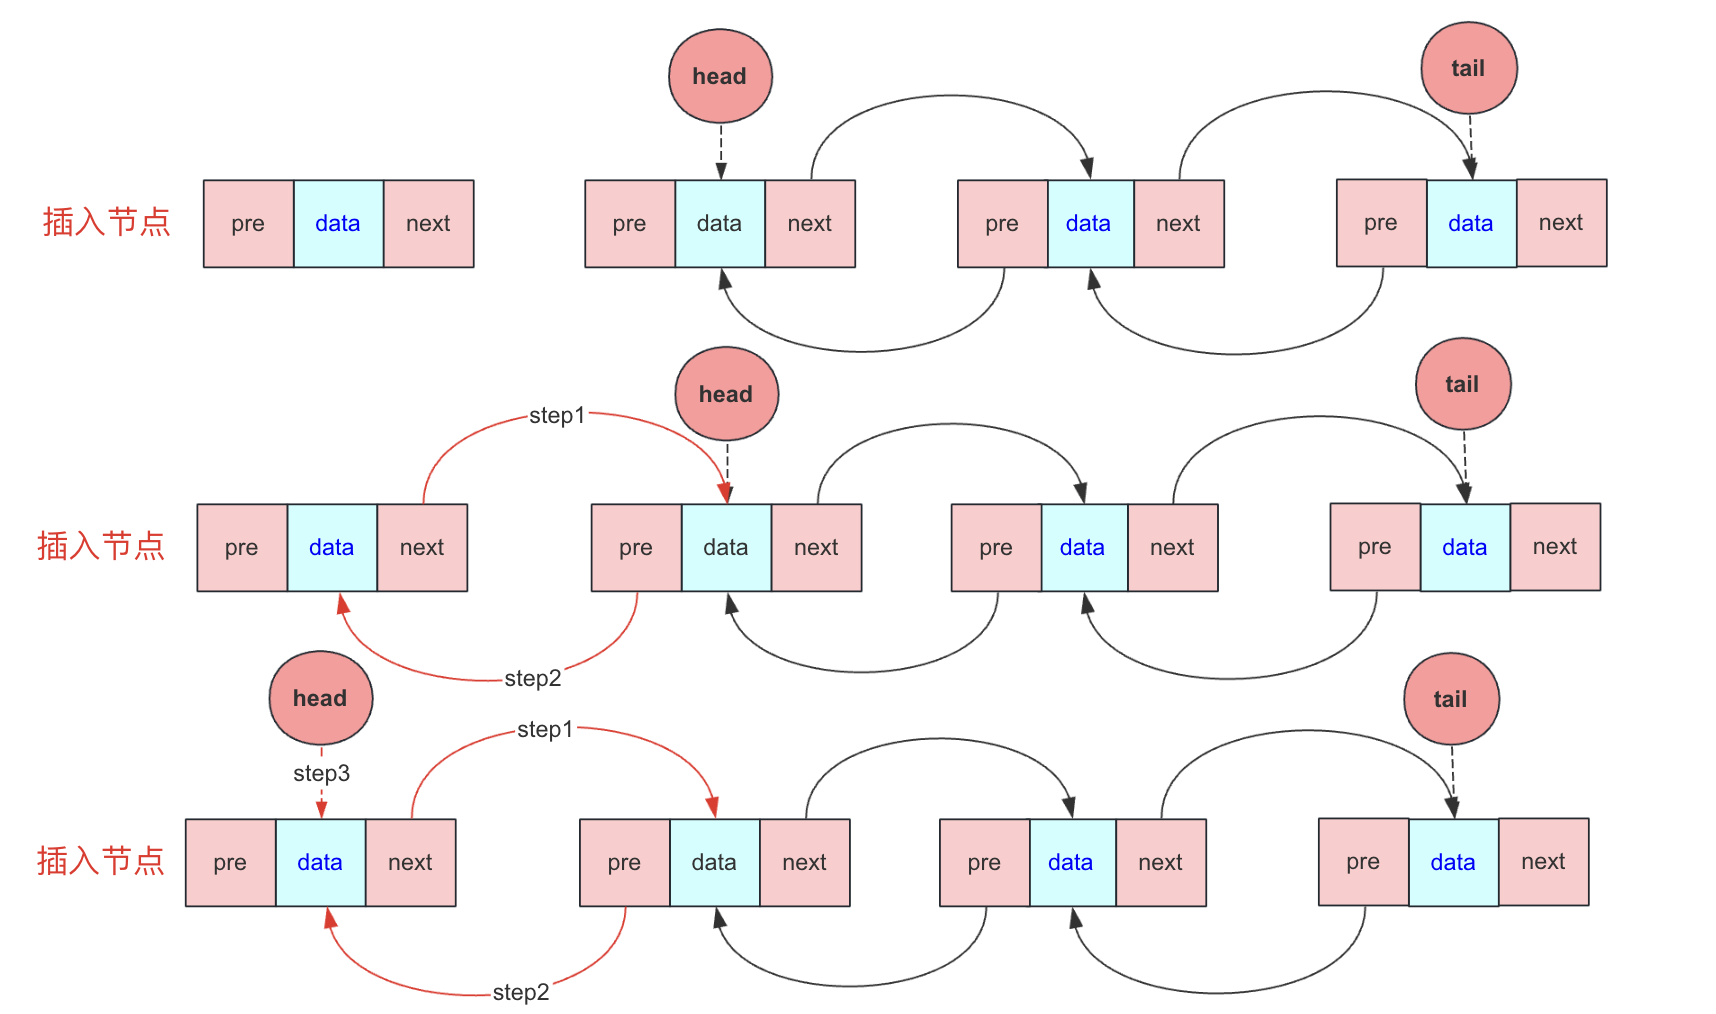 head tail
插入节点 pre data next pre data next pre data next pre data next
step1 head tail
插入节点 pre data next pre data next pre data next pre data next
step2
head tail
step1
step3
插入节点 pre data next pre data next pre data next pre data next
step2